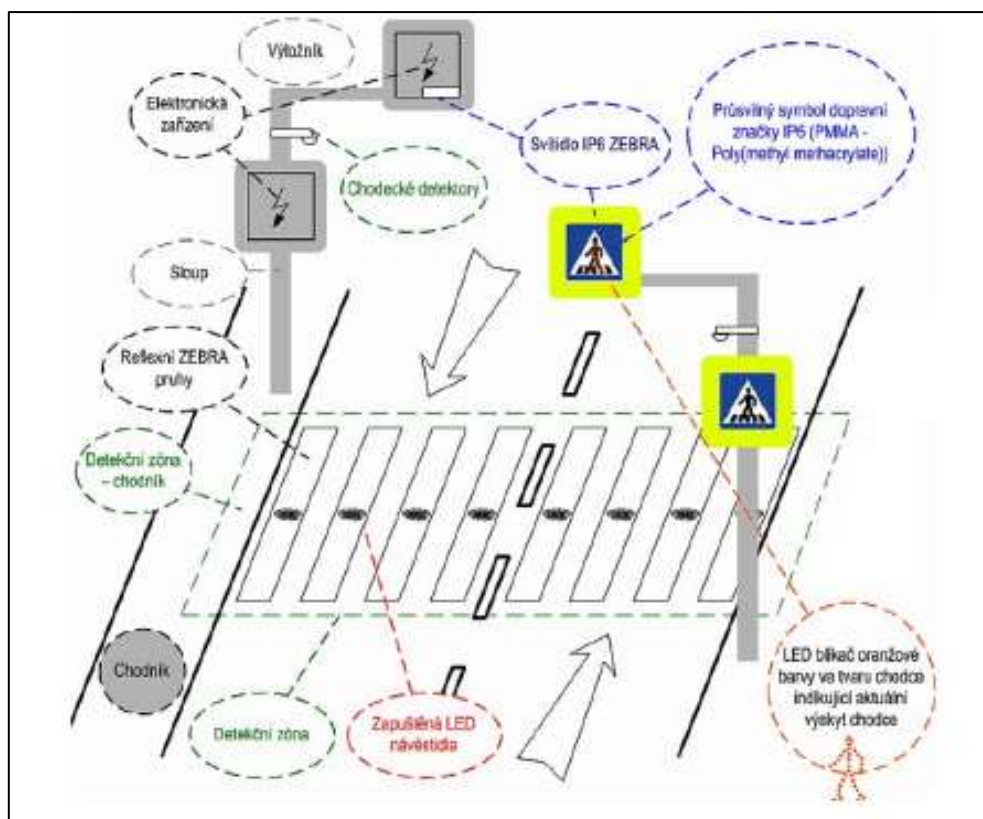 Výložník
Elektronická
zařízení
Svítidlo IP6 ZEBRA
Průsvitný symbol dopravní
značky IP6 (PMMA -
Poly(methyl methacrylate))
Chodecké detektory
Sloup
Reflexní ZEBRA
pruhy
Detekční zóna
– chodník
Chodník
Detekční zóna
Zapuštěná LED
návěstidla
LED blikač oranžové
barvy ve tvaru chodce
indikující aktuální
výskyt chodce